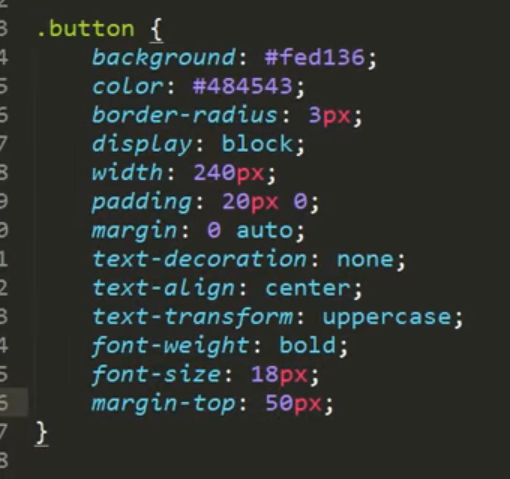 3 .button {
4 background: #fed136;
5 color: #484543;
6 border-radius: 3px;
7 display: block;
8 width: 240px;
9 padding: 20px 0;
0 margin: 0 auto;
1 text-decoration: none;
2 text-align: center;
3 text-transform: uppercase;
4 font-weight: bold;
5 font-size: 18px;
6 margin-top: 50px;
7 }
8